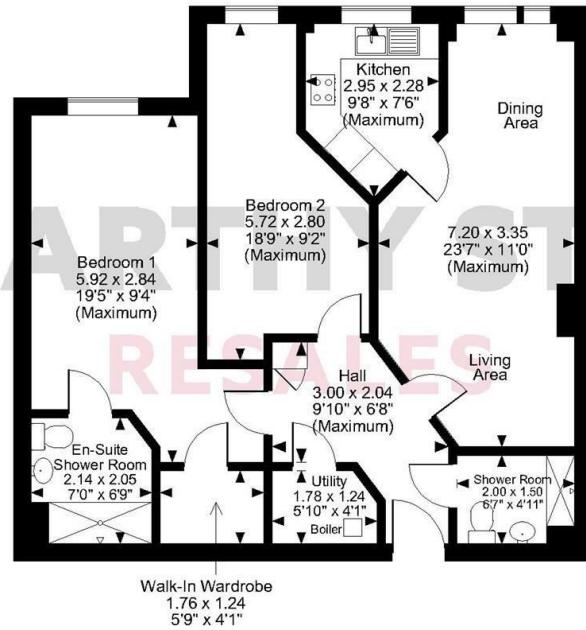 Kitchen
2.95 x 2.28
9'8" x 7'6"
(Maximum)
Dining
Area
Bedroom 2
5.72 x 2.80
18'9" x 9'2"
(Maximum)
7.20 x 3.35
23'7" x 11'0"
(Maximum)
Bedroom 1
5.92 x 2.84
19'5" x 9'4"
(Maximum)
ARTHY ST
RESALES
Living
Area
Hall
3.00 x 2.04
9'10" x 6'8"
(Maximum)
En-Suite
Shower Room
2.14 x 2.05
7'0" x 6'9"
Utility
1.78 x 1.24
5'10" x 4'1"
Boiler
Shower Room
2.00 x 1.50
6'7" x 4'11"
Walk-In Wardrobe
1.76 x 1.24
5'9" x 4'1"